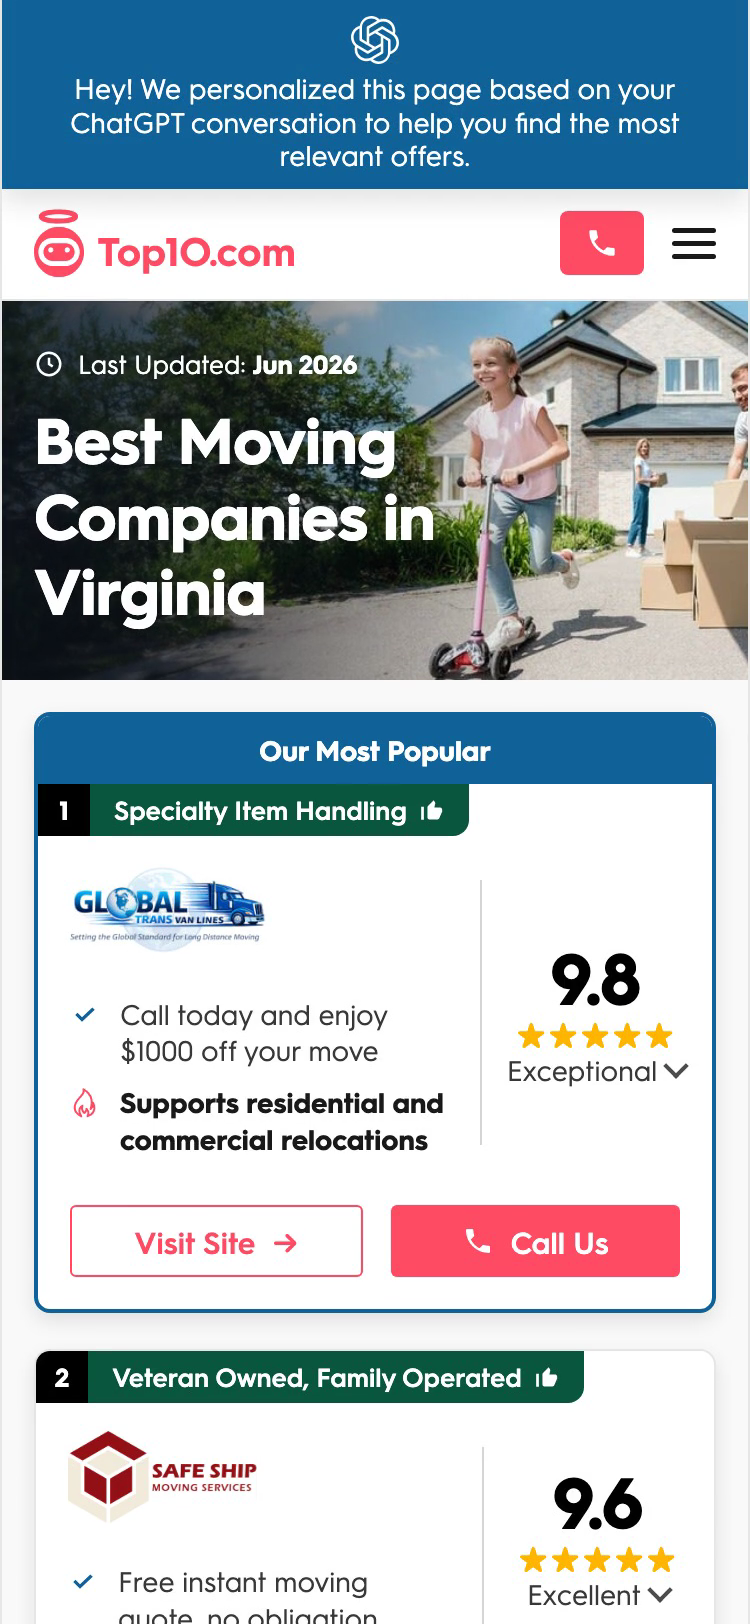 Hey! We personalized this page based on your
ChatGPT conversation to help you find the most
relevant offers.
Top10.com
Last Updated: Jun 2026
Best Moving
Companies in
Virginia
Our Most Popular
1 Specialty Item Handling
GLOBAL
TRANS VAN LINES
Setting the Global Standard for Long Distance Moving
9.8
Exceptional
Call today and enjoy
$1000 off your move
Supports residential and
commercial relocations
Visit Site
Call Us
2 Veteran Owned, Family Operated
SAFE SHIP
MOVING SERVICES
9.6
Excellent
Free instant moving
quote, no obligation